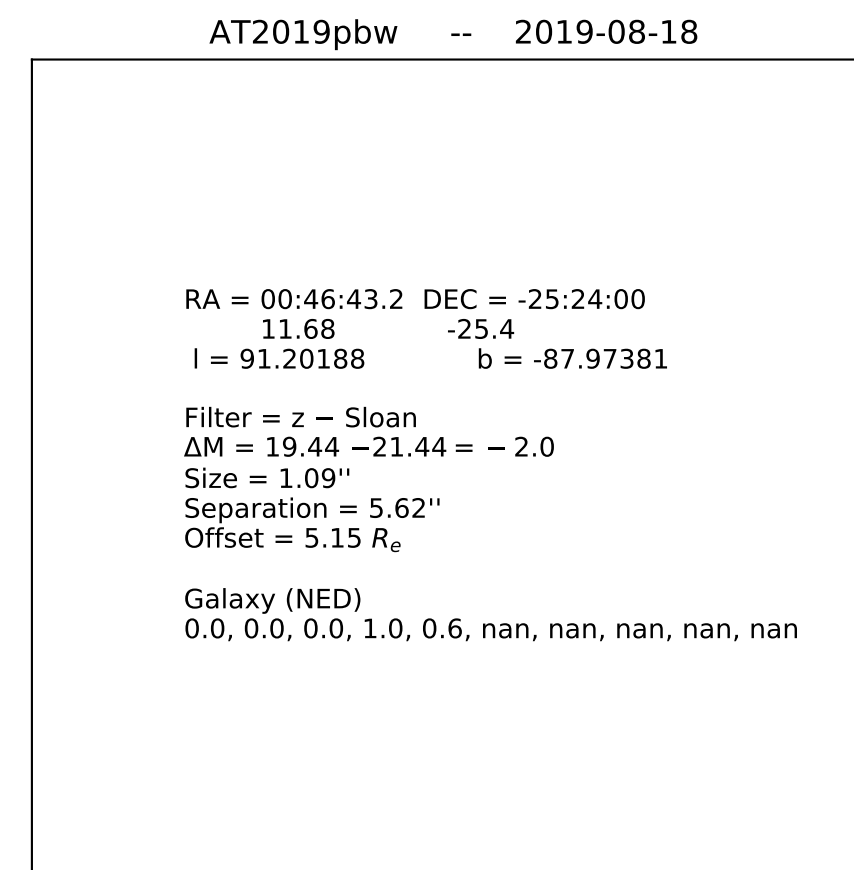 AT2019pbw -- 2019-08-18
RA = 00:46:43.2 DEC = -25:24:00
11.68 -25.4
l = 91.20188 b = -87.97381
Filter = z − Sloan
ΔM = 19.44 −21.44 = − 2.0
Size = 1.09''
Separation = 5.62''
Offset = 5.15 Re
Galaxy (NED)
0.0, 0.0, 0.0, 1.0, 0.6, nan, nan, nan, nan, nan